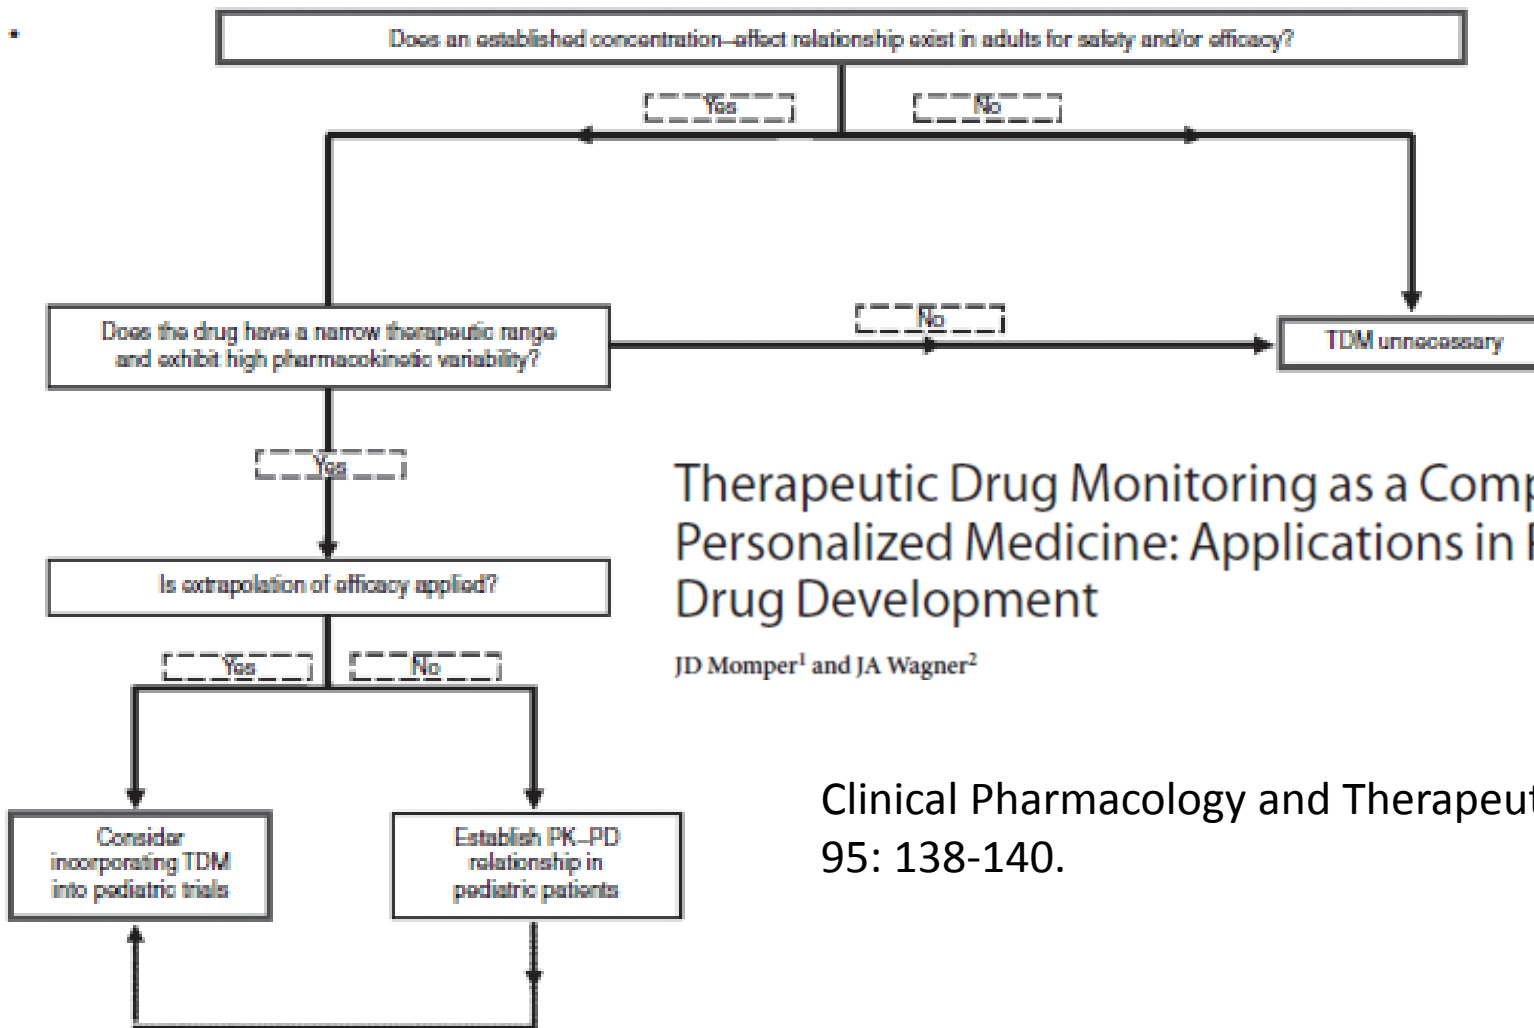 •
Does an established concentration–effect relationship exist in adults for safety and/or efficacy?
Yes
No
Does the drug have a narrow therapeutic range
and exhibit high pharmacokinetic variability?
No
TDM unnecessary
Yes
Therapeutic Drug Monitoring as a Comp
Personalized Medicine: Applications in
Drug Development
JD Momper¹ and JA Wagner²
Is extrapolation of efficacy applied?
Yes
No
Consider
incorporating TDM
into pediatric trials
Establish PK–PD
relationship in
pediatric patients
Clinical Pharmacology and Therapeut
95: 138-140.